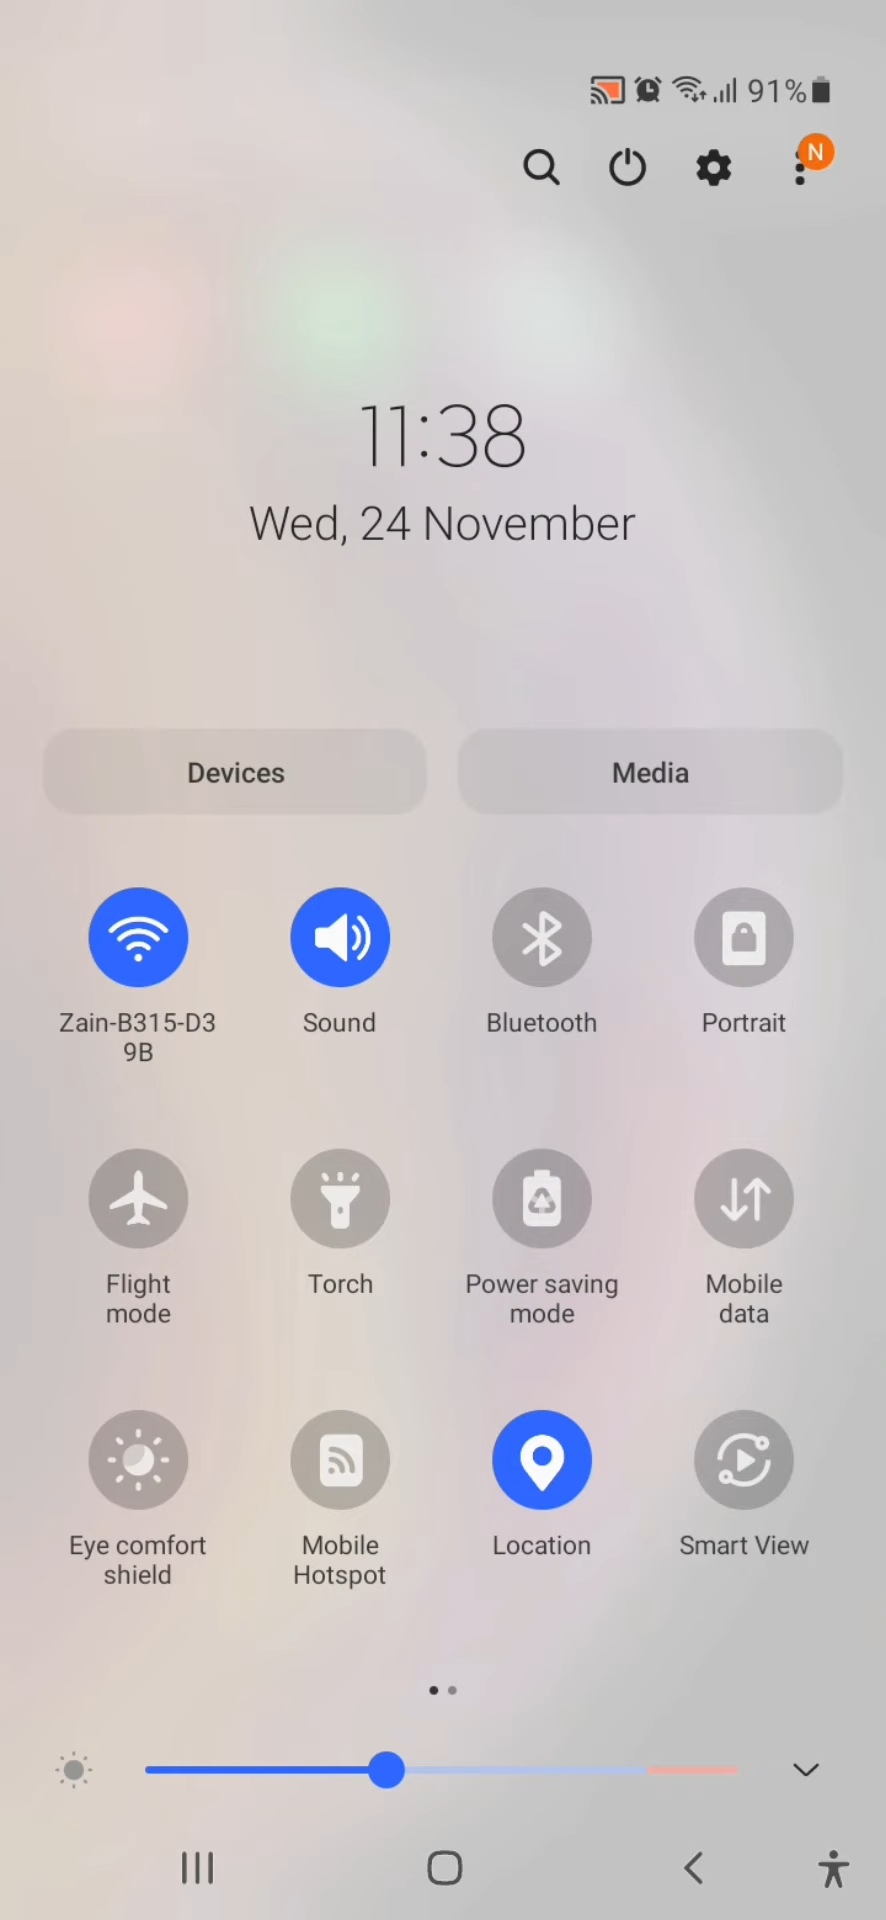 91%
N
11:38
Wed, 24 November
Devices
Media
Zain-B315-D3
9B
Sound
Bluetooth
Portrait
Flight
mode
Torch
Power saving
mode
Mobile
data
Eye comfort
shield
Mobile
Hotspot
Location
Smart View